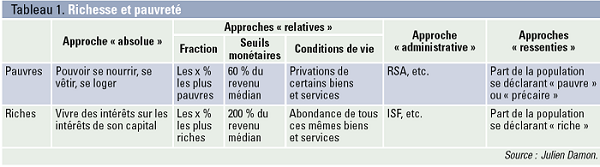 Tableau 1. Richesse et pauvreté
Approche « absolue »
Approches « relatives »
Approche
« administrative »
Approches
« ressenties »
Fraction
Seuils
monétaires
Conditions de vie
Pauvres
Pouvoir se nourrir, se
vêtir, se loger
Les x %
les plus
pauvres
60 % du
revenu
médian
Privations de
certains biens
et services
RSA, etc.
Part de la population
se déclarant « pauvre »
ou « précaire »
Riches
Vivre des intérêts sur les
intérêts de son capital
Les x %
les plus
riches
200 % du
revenu
médian
Abondance de tous
ces mêmes biens
et services
ISF, etc.
Part de la population
se déclarant « riche »
Source : Julien Damon.